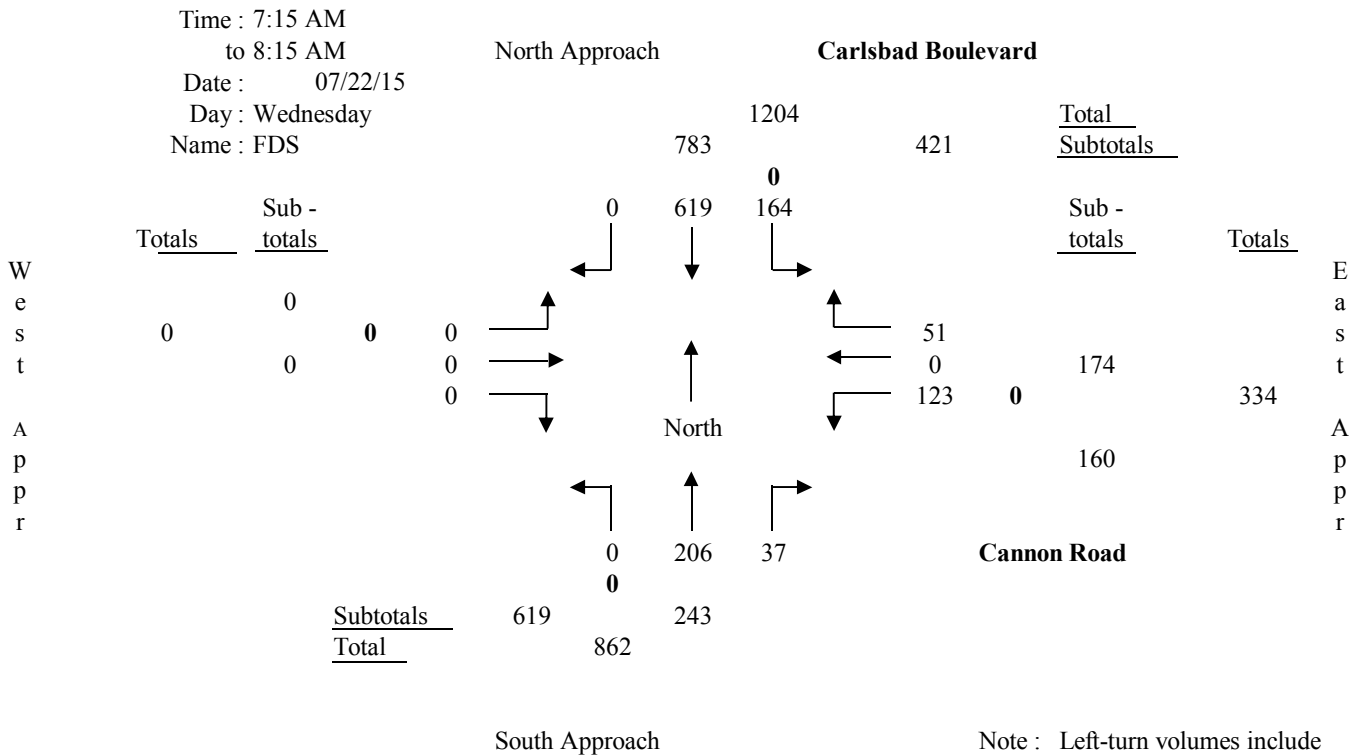 Time : 7:15 AM
to 8:15 AM North Approach Carlsbad Boulevard
Date : 07/22/15
Day : Wednesday 1204 Total
Name : FDS 783 421 Subtotals
0
Sub - 0 619 164 Sub -
Totals totals totals Totals
W E
e 0 a
s 0 0 0 51 s
t 0 0 0 174 t
0 123 0 334
A North A
p 160 p
p p
r r
0 206 37 Cannon Road
0
Subtotals 619 243
Total 862
South Approach Note : Left-turn volumes include